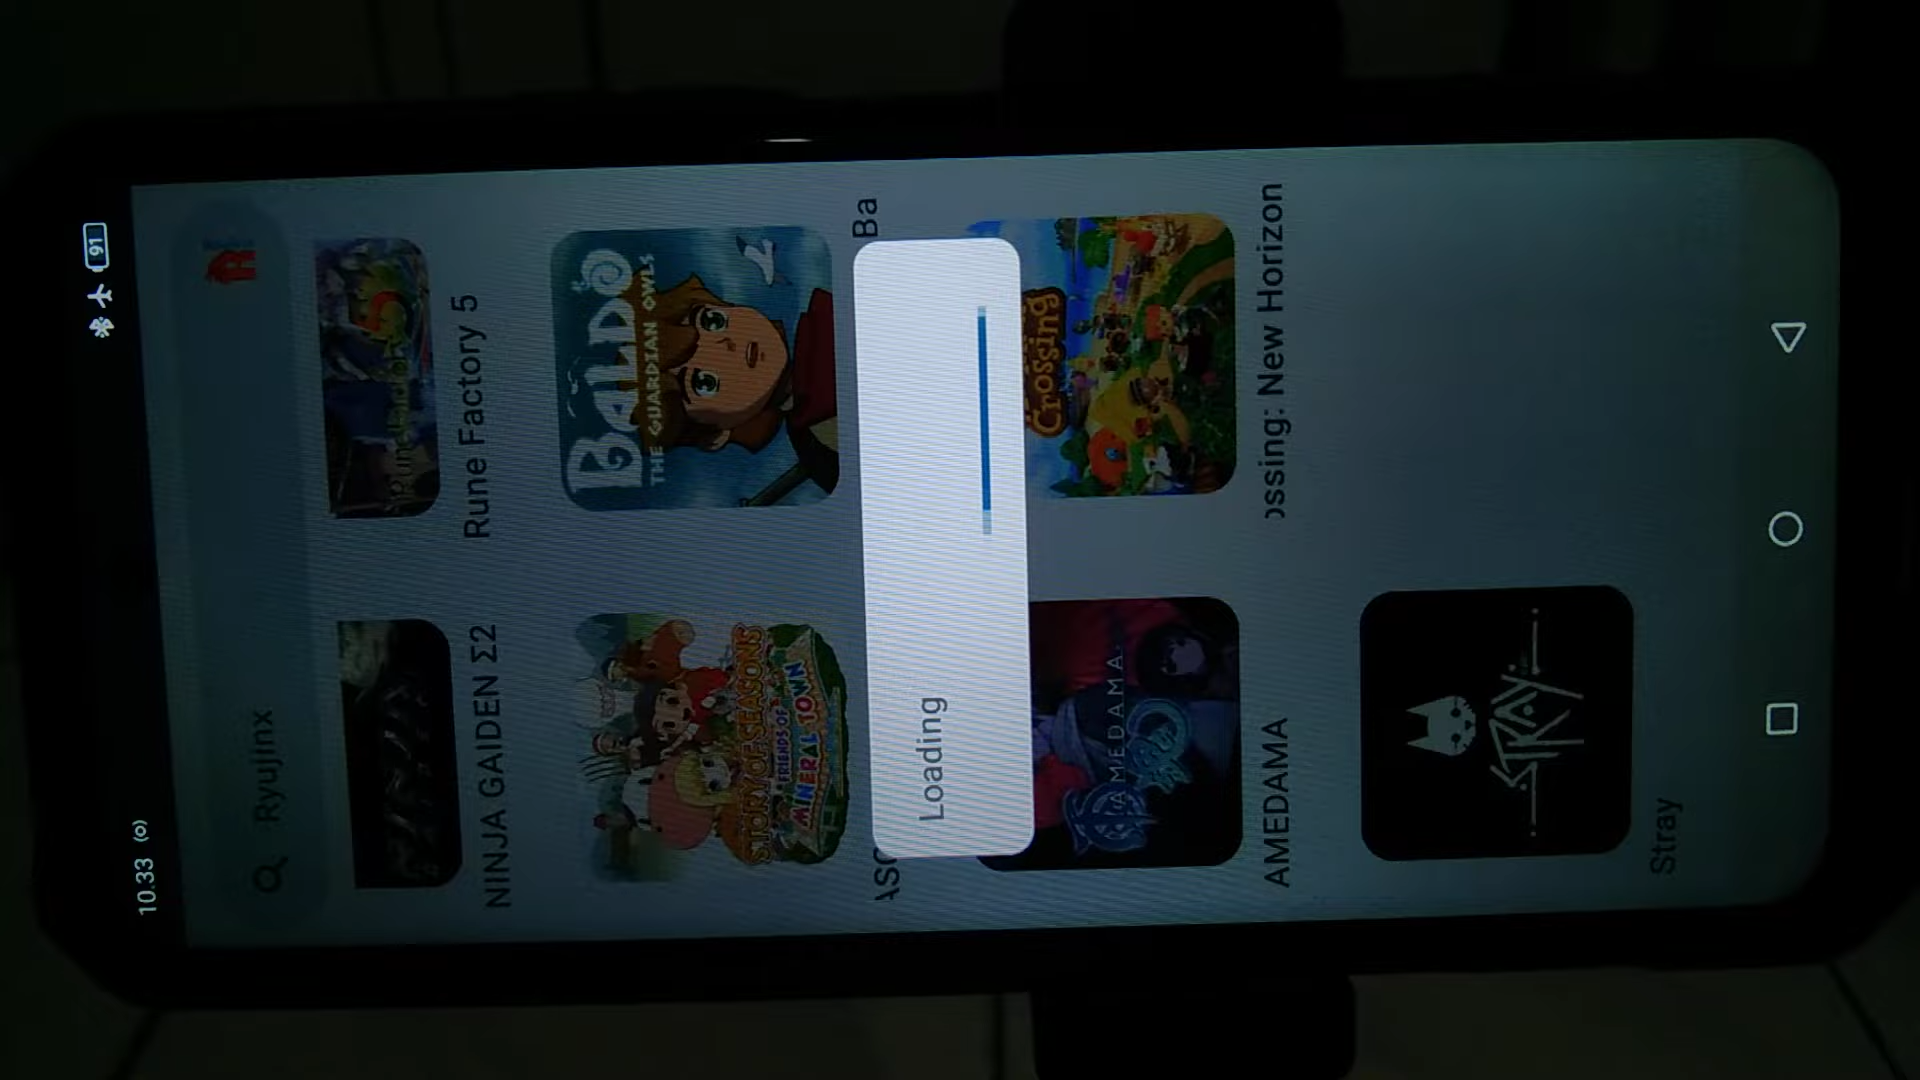 10.33
91
Ryujinx
NINJA GAIDEN Σ2
Rune Factory 5
STORY OF SEASONS
FRIENDS OF
MINERAL TOWN
BALDO
THE GUARDIAN OWLS
Ba
Loading
NAMEDAMA
Crossing
AMEDAMA
ossing: New Horizon
STRAY
Stray